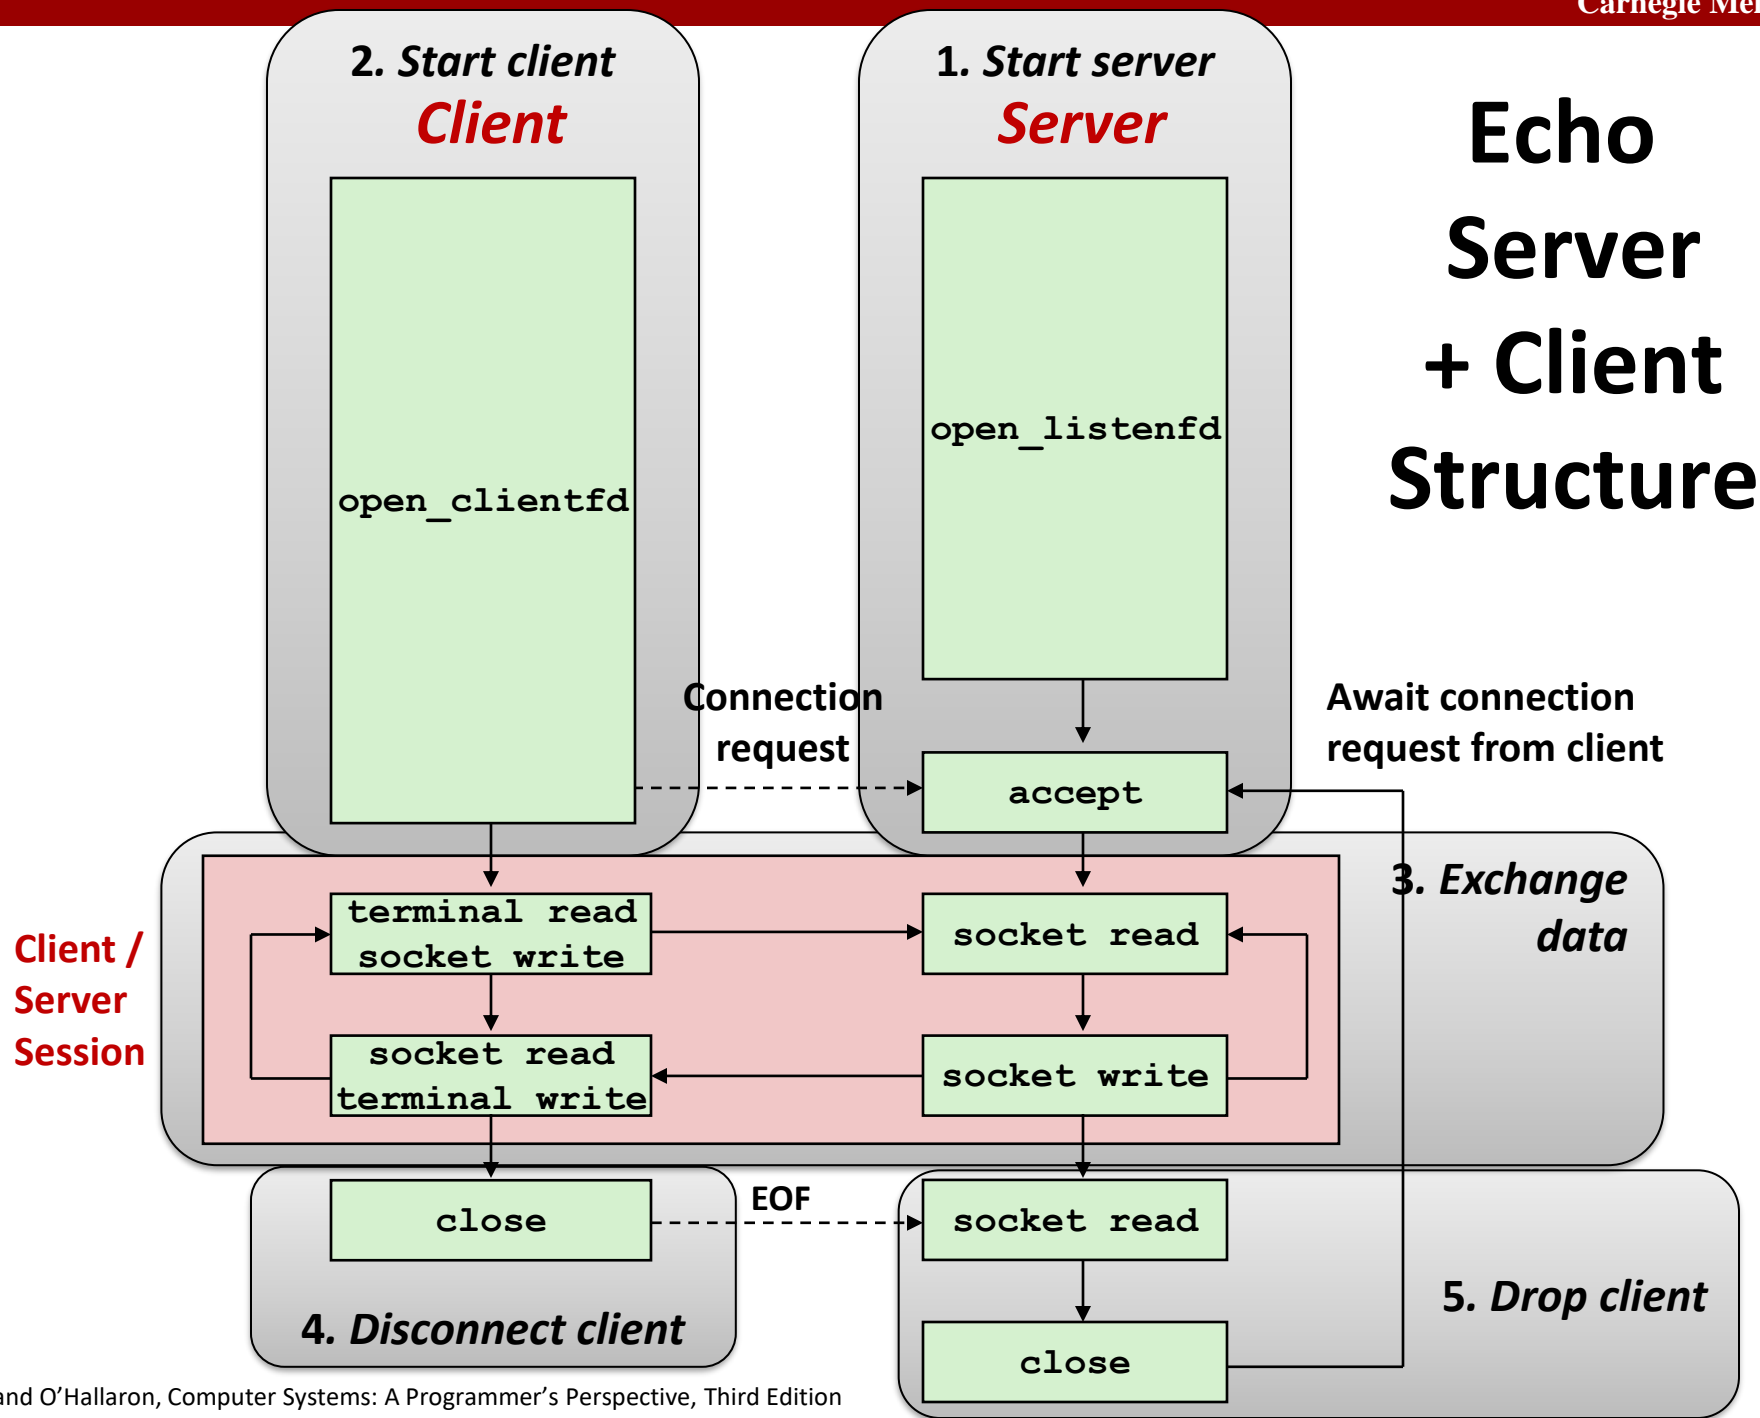 Carnegie
2. Start client
Client
1. Start server
Server
Echo
Server
+ Client
Structure
open_listenfd
open_clientfd
Connection
request
Await connection
request from client
accept
3. Exchange
data
Client /
Server
Session
terminal read
socket write
socket read
socket read
terminal write
socket write
close
EOF
socket read
4. Disconnect client
5. Drop client
close
and O'Hallaron, Computer Systems: A Programmer's Perspective, Third Edition